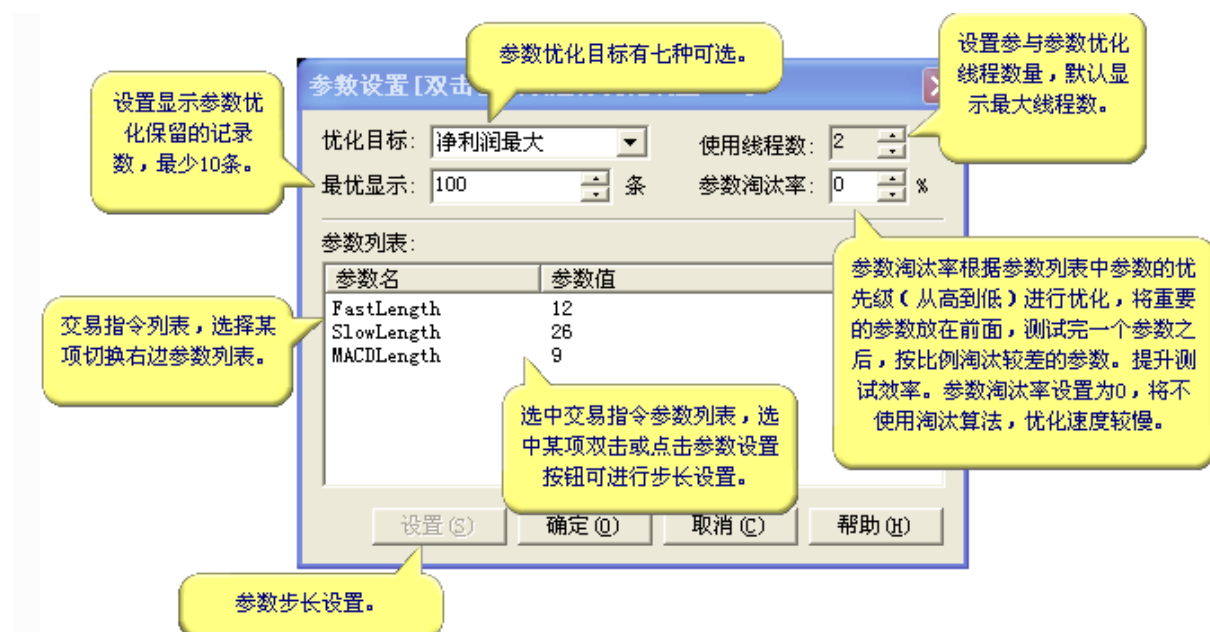 参数优化目标有七种可选。
设置参与参数优化
线程数量，默认显
示最大线程数。
设置显示参数优
化保留的记录
数，最少10条。
参数设置[双击
优化目标:
净利润最大
使用线程数:
2
最优显示:
100
条
参数淘汰率:
0
%
参数列表:
参数名
参数值
FastLength
12
SlowLength
26
MACDLength
9
交易指令列表，选择某
项切换右边参数列表。
参数淘汰率根据参数列表中参数的优
先级（从高到低）进行优化，将重要
的参数放在前面，测试完一个参数之
后，按比例淘汰较差的参数。提升测
试效率。参数淘汰率设置为0，将不
使用淘汰算法，优化速度较慢。
选中交易指令参数列表，选
中某项双击或点击参数设置
按钮可进行步长设置。
设置(S)
确定(O)
取消(C)
帮助(H)
参数步长设置。